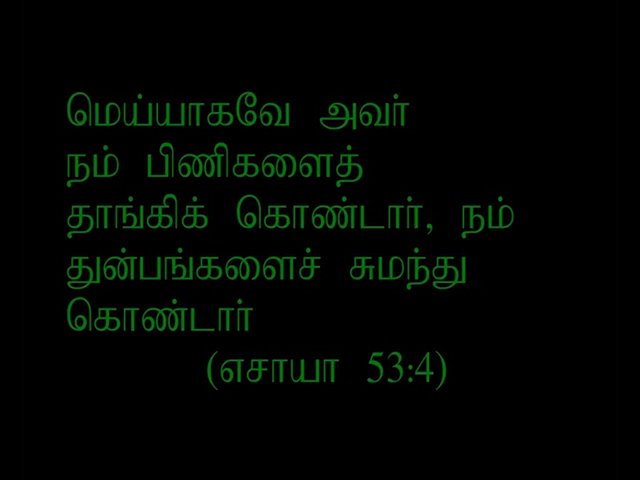 மெய்யாகவே அவர்
நம் பிணிகளைத்
தாங்கிக் கொண்டார், நம்
துன்பங்களைச் சுமந்து
கொண்டார்
(எசாயா 53:4)